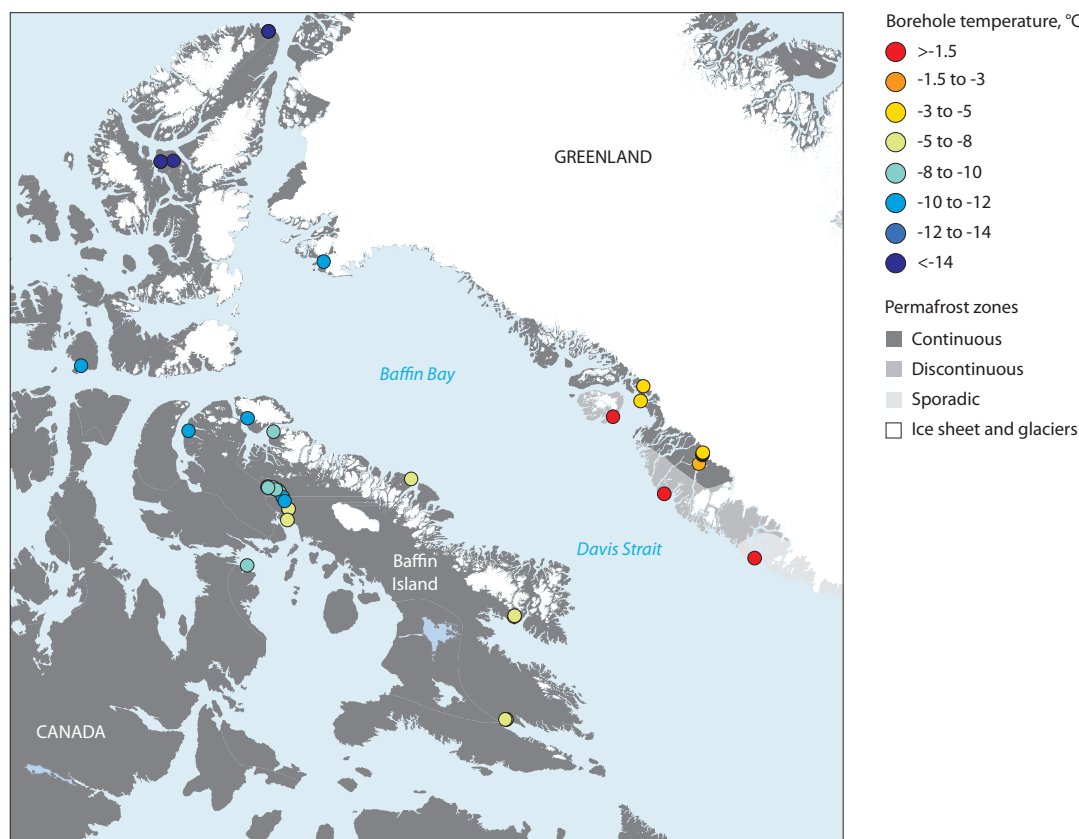 Borehole temperature, °C
>-1.5
-1.5 to -3
-3 to -5
-5 to -8
-8 to -10
-10 to -12
-12 to -14
<-14
Permafrost zones
Continuous
Discontinuous
Sporadic
Ice sheet and glaciers
GREENLAND
Baffin Bay
Davis Strait
Baffin
Island
CANADA